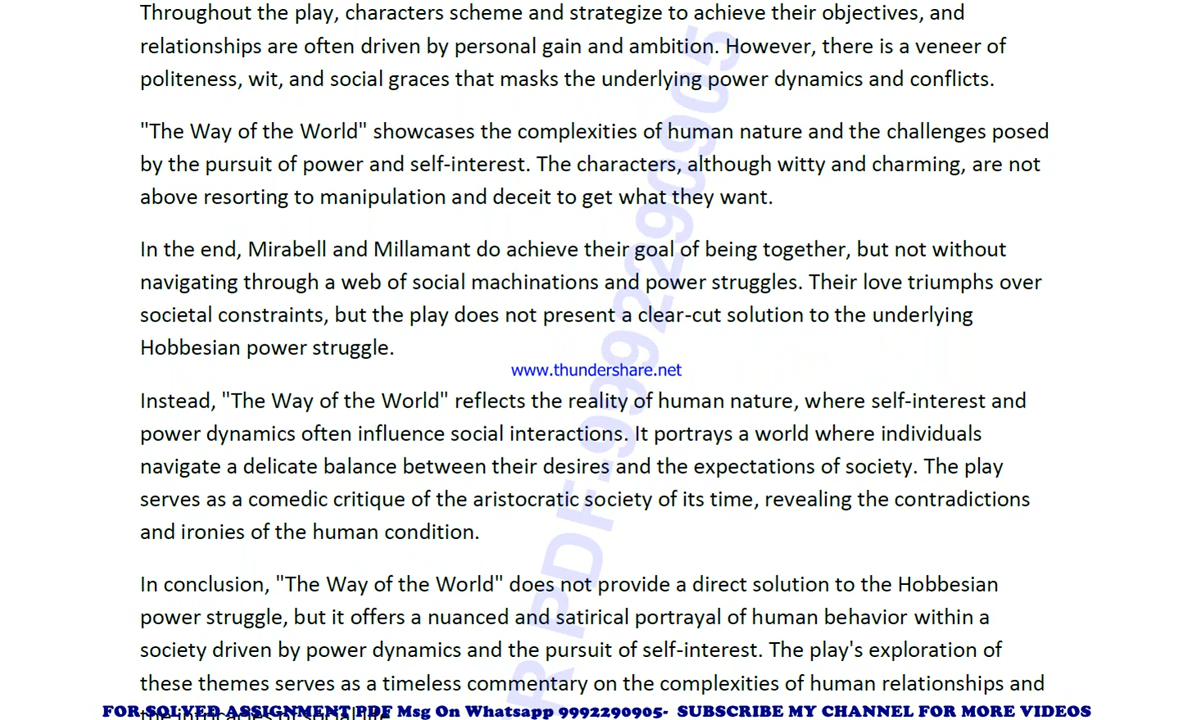 Throughout the play, characters scheme and strategize to achieve their objectives, and
relationships are often driven by personal gain and ambition. However, there is a veneer of
politeness, wit, and social graces that masks the underlying power dynamics and conflicts.
"The Way of the World" showcases the complexities of human nature and the challenges posed
by the pursuit of power and self-interest. The characters, although witty and charming, are not
above resorting to manipulation and deceit to get what they want.
In the end, Mirabell and Millamant do achieve their goal of being together, but not without
navigating through a web of social machinations and power struggles. Their love triumphs over
societal constraints, but the play does not present a clear-cut solution to the underlying
Hobbesian power struggle.
www.thundershare.net
Instead, "The Way of the World" reflects the reality of human nature, where self-interest and
power dynamics often influence social interactions. It portrays a world where individuals
navigate a delicate balance between their desires and the expectations of society. The play
serves as a comedic critique of the aristocratic society of its time, revealing the contradictions
and ironies of the human condition.
In conclusion, "The Way of the World" does not provide a direct solution to the Hobbesian
power struggle, but it offers a nuanced and satirical portrayal of human behavior within a
society driven by power dynamics and the pursuit of self-interest. The play's exploration of
these themes serves as a timeless commentary on the complexities of human relationships and
FOR SOLVED ASSIGNMENT PDF Msg On Whatsapp 9992290905- SUBSCRIBE MY CHANNEL FOR MORE VIDEOS
R PDF-9992290905